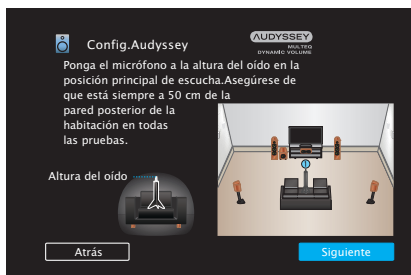 Config.Audyssey
AUDYSSEY
MULTEQ
DYNAMIC VOLUME
Ponga el micrófono a la altura del oído en la
posición principal de escucha.Asegúrese de
que está siempre a 50 cm de la
pared posterior de la
habitación en todas
las pruebas.
Altura del oído
Atrás
Siguiente